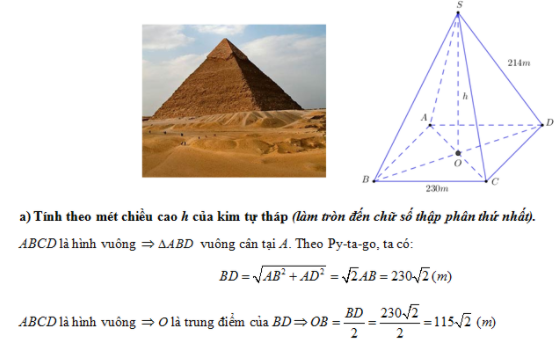 S
214m
h
A
D
O
B
C
230m
a) Tính theo mét chiều cao h của kim tự tháp (làm tròn đến chữ số thập phân thứ nhất).
ABCD là hình vuông ⇒ ΔABD vuông cân tại A. Theo Py-ta-go, ta có:
BD = √(AB² + AD²) = √2AB = 230√2 (m)
ABCD là hình vuông ⇒ O là trung điểm của BD ⇒ OB = BD/2 = 230√2/2 = 115√2 (m)